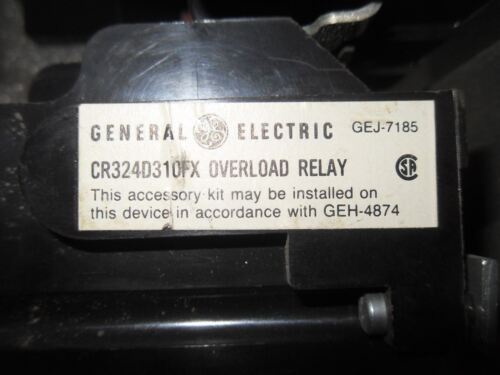 GENERAL ELECTRIC GEJ-7185
CR324D310FX OVERLOAD RELAY
This accessory kit may be installed on
this device in accordance with GEH-4874